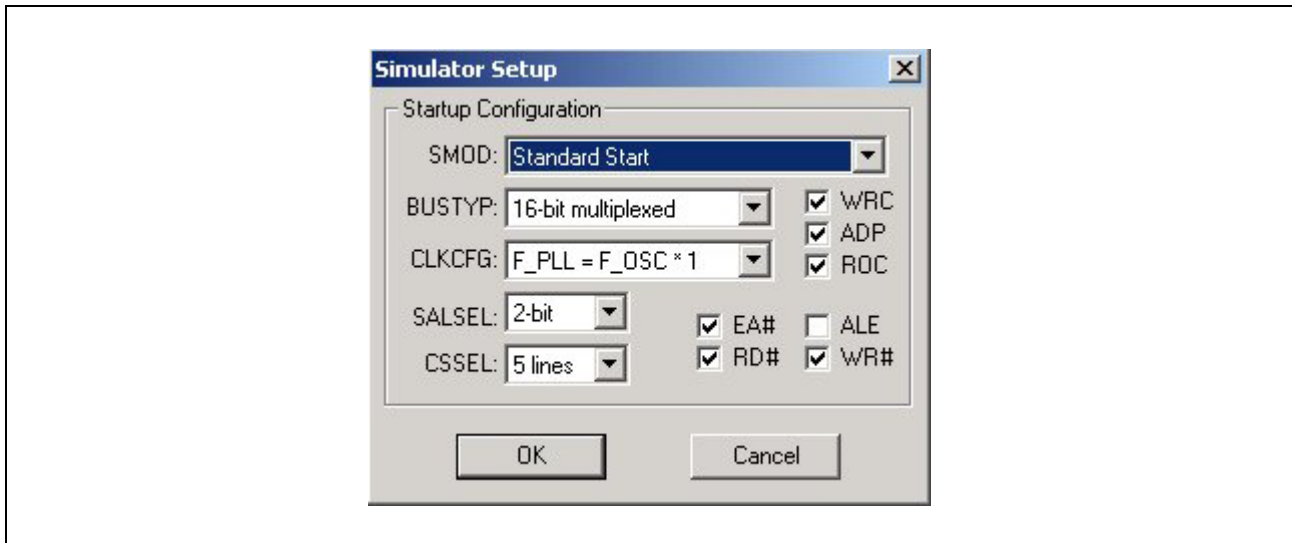 Simulator Setup
Startup Configuration
SMOD: Standard Start
BUSTYP: 16-bit multiplexed
WRC
ADP
CLKCFG: F_PLL = F_OSC * 1
ROC
SALSEL: 2-bit
EA# ALE
CSSEL: 5 lines
RD# WR#
OK Cancel